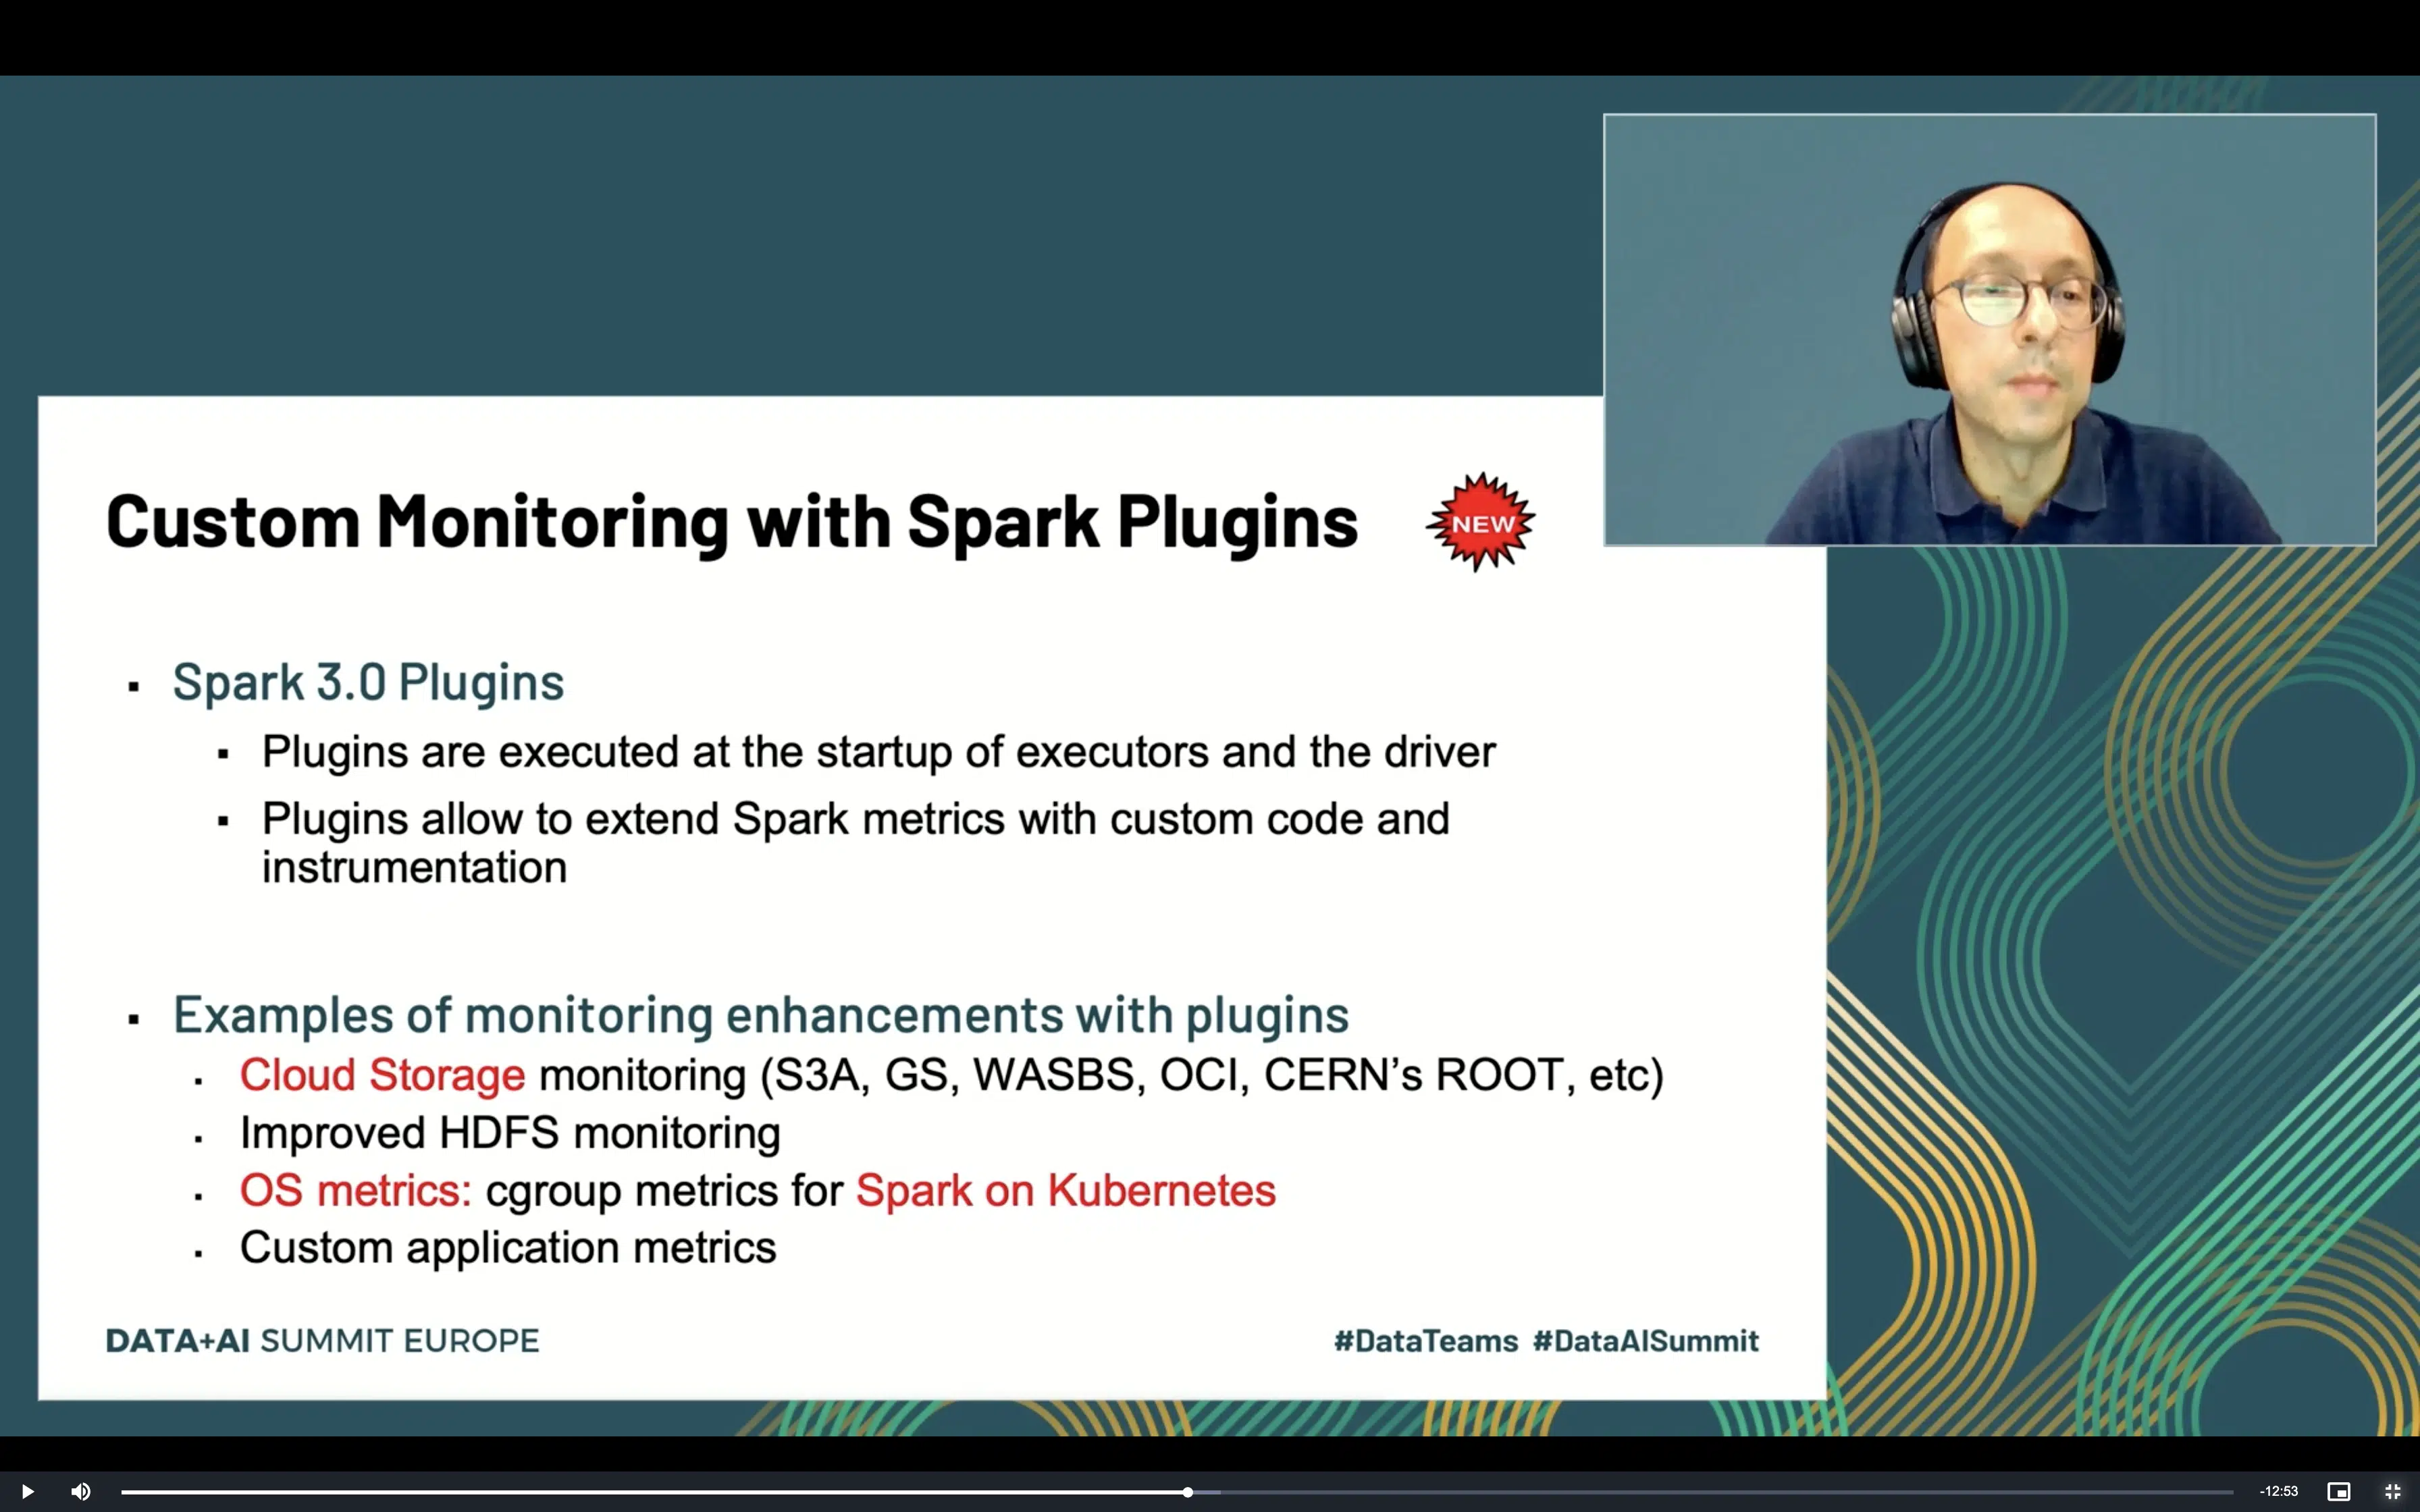 Custom Monitoring with Spark Plugins
NEW
▪ Spark 3.0 Plugins
▪ Plugins are executed at the startup of executors and the driver
▪ Plugins allow to extend Spark metrics with custom code and
instrumentation
▪ Examples of monitoring enhancements with plugins
▪ Cloud Storage monitoring (S3A, GS, WASBS, OCI, CERN’s ROOT, etc)
▪ Improved HDFS monitoring
▪ OS metrics: cgroup metrics for Spark on Kubernetes
▪ Custom application metrics
DATA+AI SUMMIT EUROPE
#DataTeams #DataAISummit
-12:53